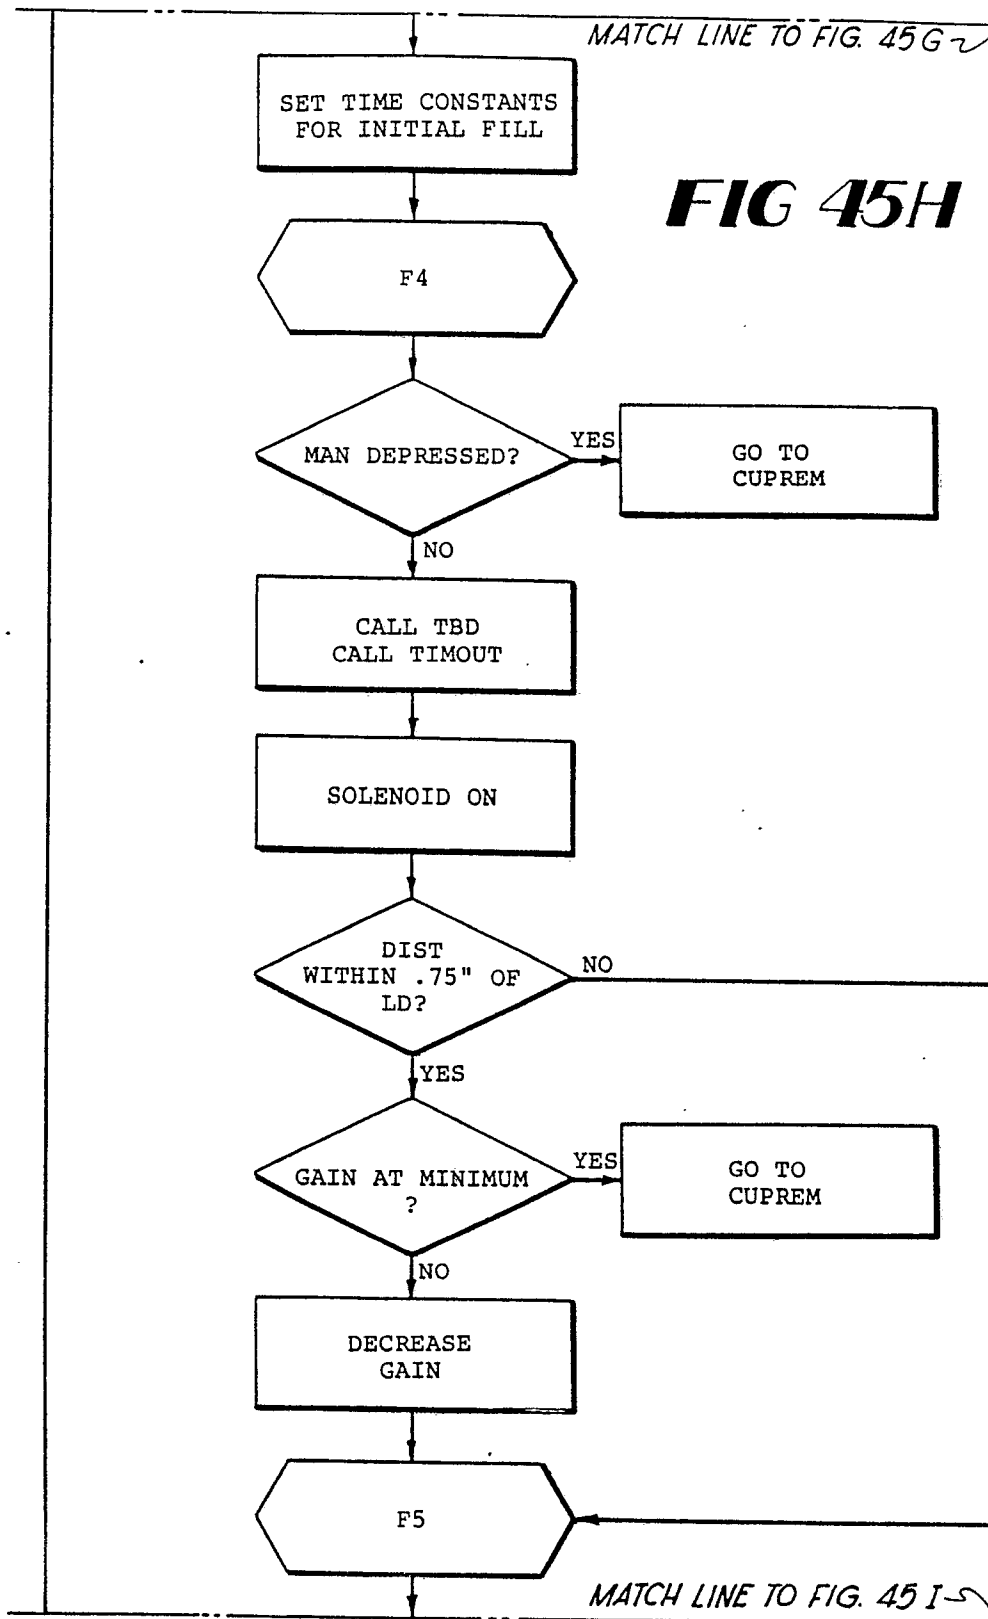 MATCH LINE TO FIG. 45G
SET TIME CONSTANTS
FOR INITIAL FILL
FIG 45H
F4
MAN DEPRESSED?
YES
GO TO
CUPREM
NO
CALL TBD
CALL TIMOUT
SOLENOID ON
DIST
WITHIN .75" OF
LD?
NO
YES
GAIN AT MINIMUM
?
YES
GO TO
CUPREM
NO
DECREASE
GAIN
F5
MATCH LINE TO FIG. 45 I